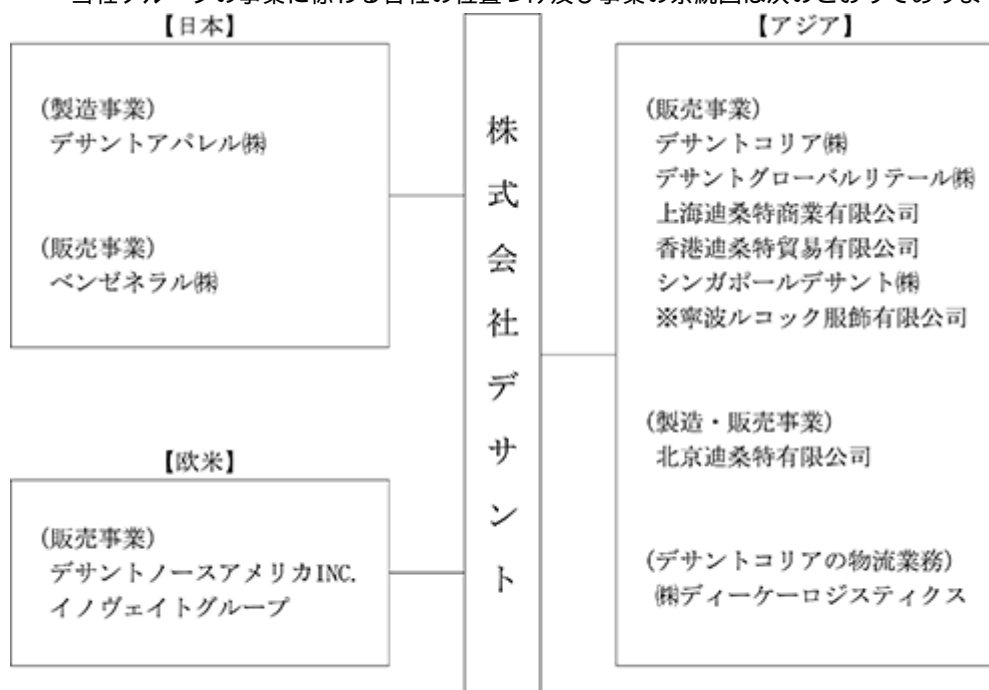 当社グループの事業に係わる各社の位置づけ及び事業の系統図は次のとおりでありま
【日本】
(製造事業)
デサントアパレル㈱
(販売事業)
ベンゼネラル㈱
【欧米】
(販売事業)
デサントノースアメリカINC.
イノヴェイトグループ
株式会社デサント
【アジア】
(販売事業)
デサントコリア㈱
デサントグローバルリテール㈱
上海迪桑特商業有限公司
香港迪桑特貿易有限公司
シンガポールデサント㈱
※寧波ルコック服飾有限公司
(製造・販売事業)
北京迪桑特有限公司
(デサントコリアの物流業務)
㈱ディーケーロジスティクス